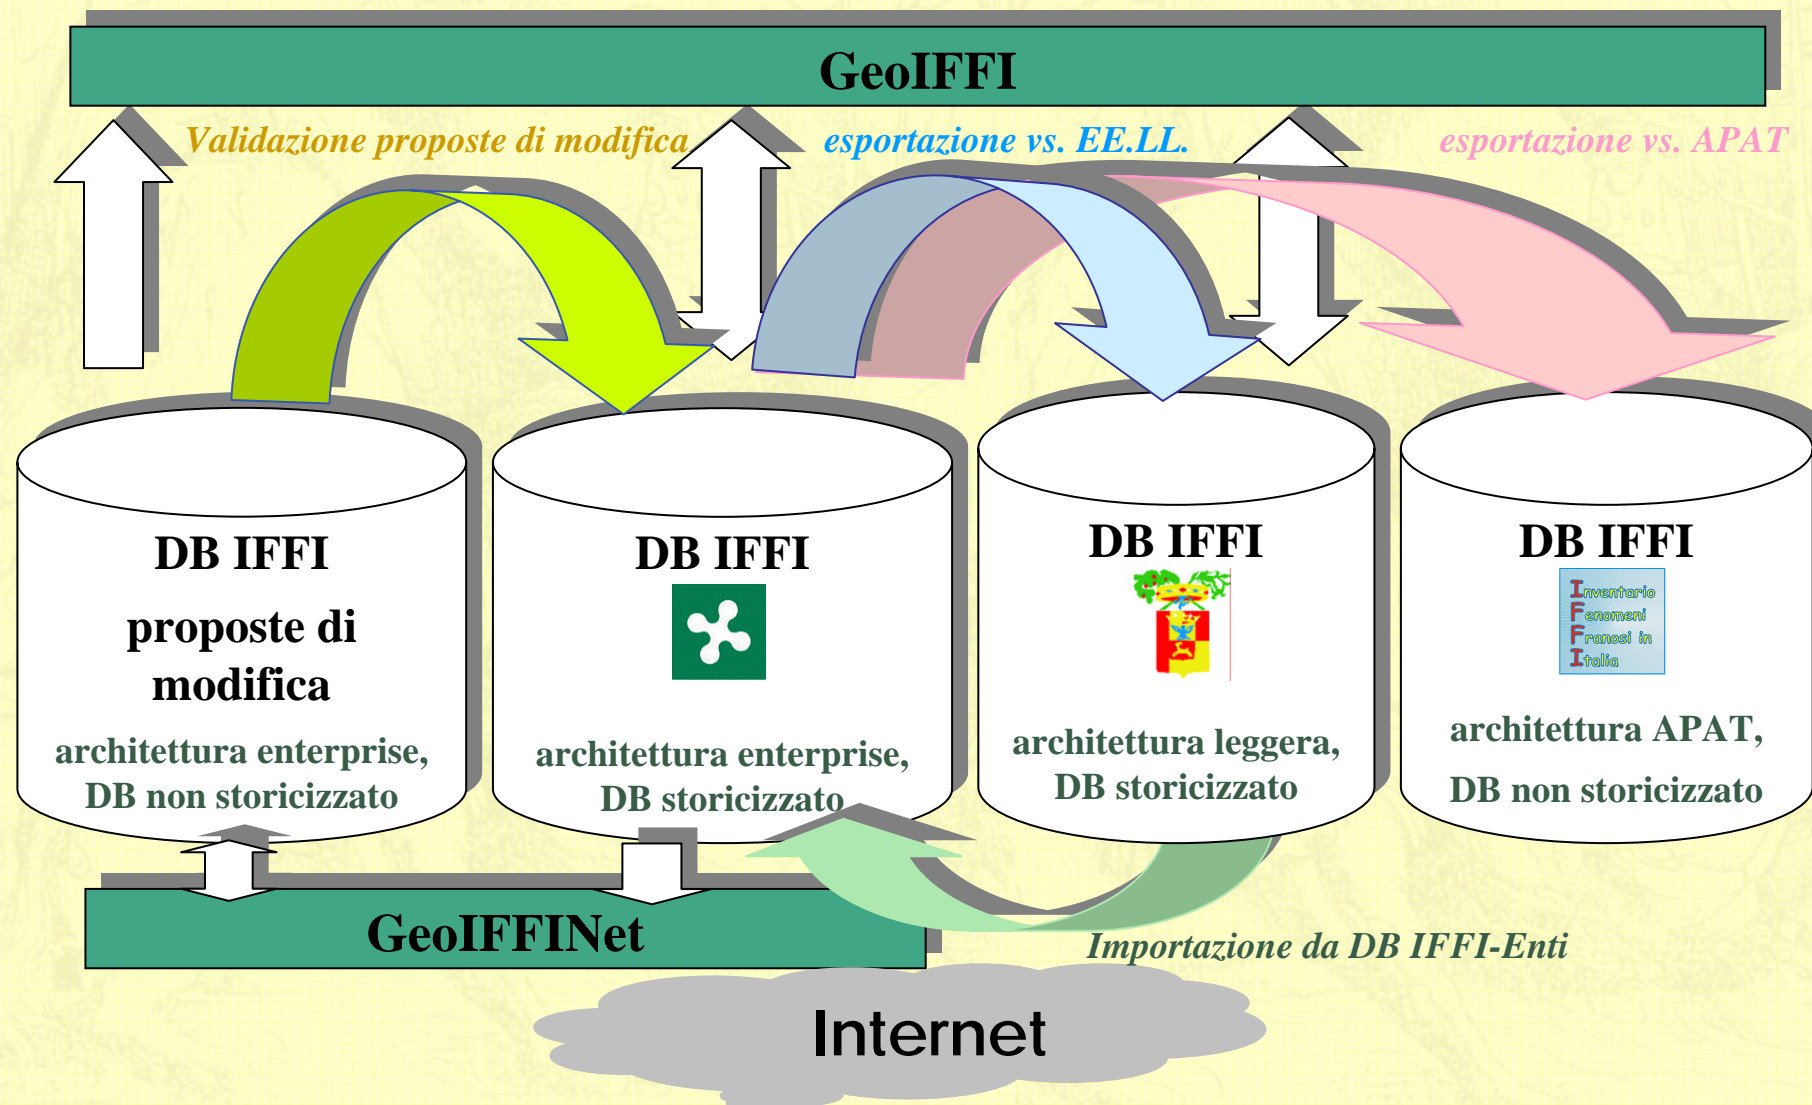 GeoIFFI
Validazione proposte di modifica
esportazione vs. EE.LL.
esportazione vs. APAT
DB IFFI
proposte di
modifica
architettura enterprise,
DB non storicizzato
DB IFFI
architettura enterprise,
DB storicizzato
DB IFFI
architettura leggera,
DB storicizzato
DB IFFI
Inventario
Fenomeni
Franosi in
Italia
architettura APAT,
DB non storicizzato
GeoIFFINet
Importazione da DB IFFI-Enti
Internet